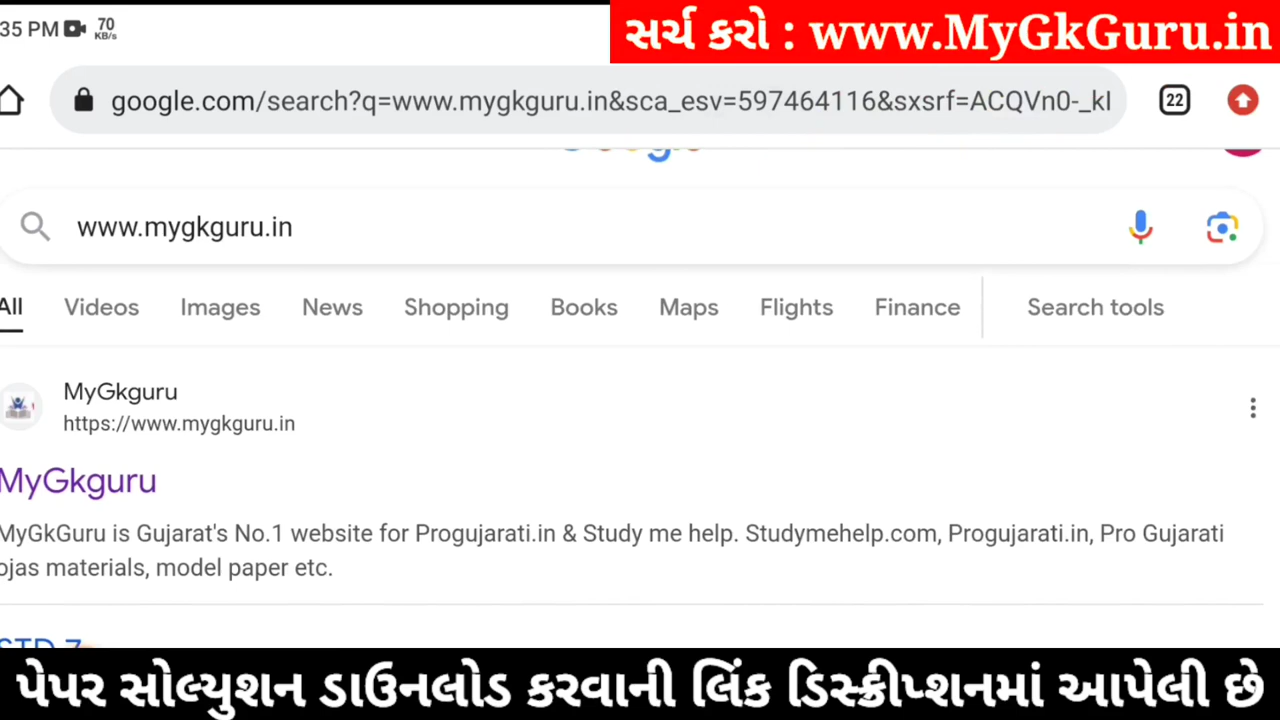 35 PM 70 KB/s
સર્ચ કરો : www.MyGkGuru.in
google.com/search?q=www.mygkguru.in&sca_esv=597464116&sxsrf=ACQVn0-_kI
22
www.mygkguru.in
All Videos Images News Shopping Books Maps Flights Finance Search tools
MyGkguru
https://www.mygkguru.in
MyGkguru
MyGkGuru is Gujarat's No.1 website for Progujarati.in & Study me help. Studymehelp.com, Progujarati.in, Pro Gujarati
ojas materials, model paper etc.
STD 7
પેપર સોલ્યુશન ડાઉનલોડ કરવાની લિંક ડિસ્ક્રીપ્શનમાં આપેલી છે